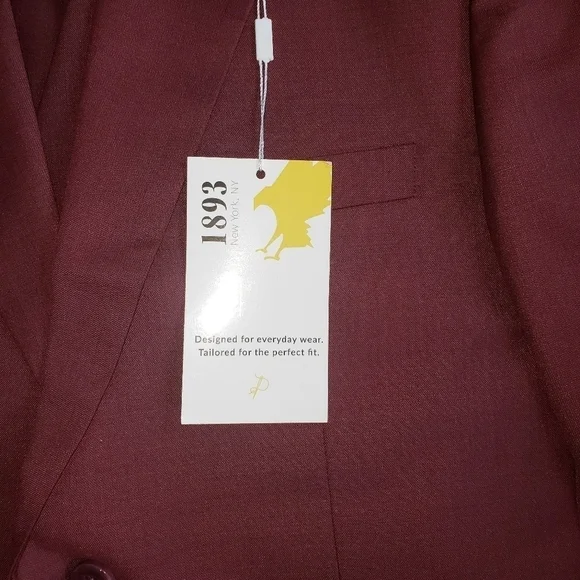 1893
New York, NY
Designed for everyday wear.
Tailored for the perfect fit.